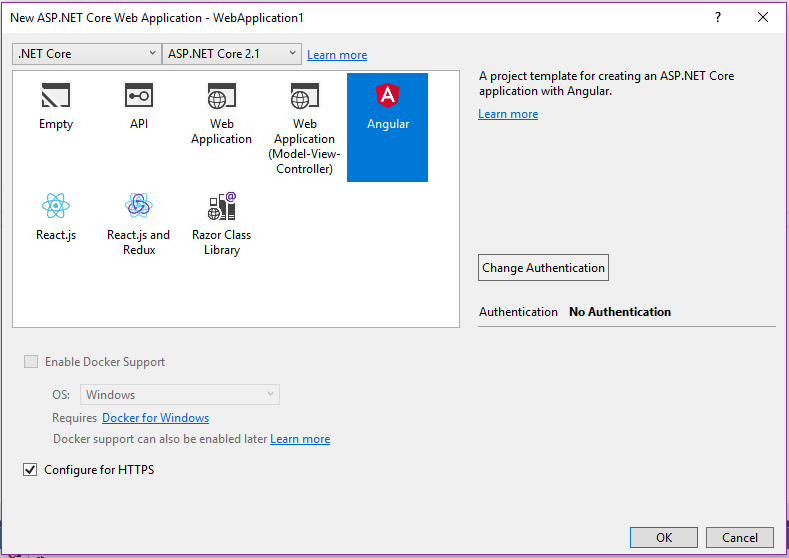 New ASP.NET Core Web Application - WebApplication1
? 
.NET Core ASP.NET Core 2.1 Learn more
Empty
API
Web
Application
Web
Application
(Model-View-
Controller)
Angular
React.js
React.js and
Redux
Razor Class
Library
A project template for creating an ASP.NET Core
application with Angular.
Learn more
Change Authentication
Authentication No Authentication
Enable Docker Support
OS: Windows
Requires Docker for Windows
Docker support can also be enabled later Learn more
Configure for HTTPS
OK Cancel